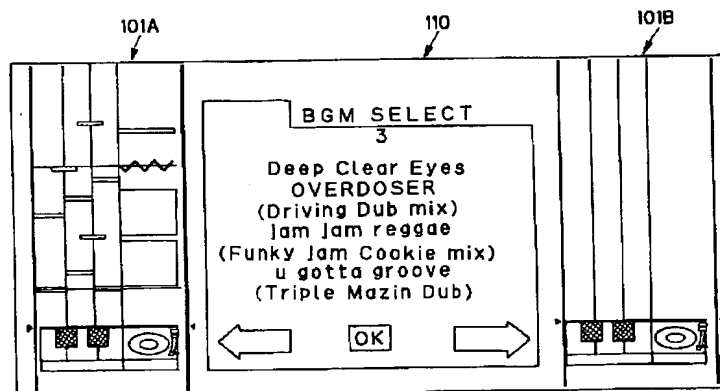 101A 110 101B
BGM SELECT
3
Deep Clear Eyes
OVERDOSER
(Driving Dub mix)
jam jam reggae
(Funky Jam Cookie mix)
u gotta groove
(Triple Mazin Dub)
OK